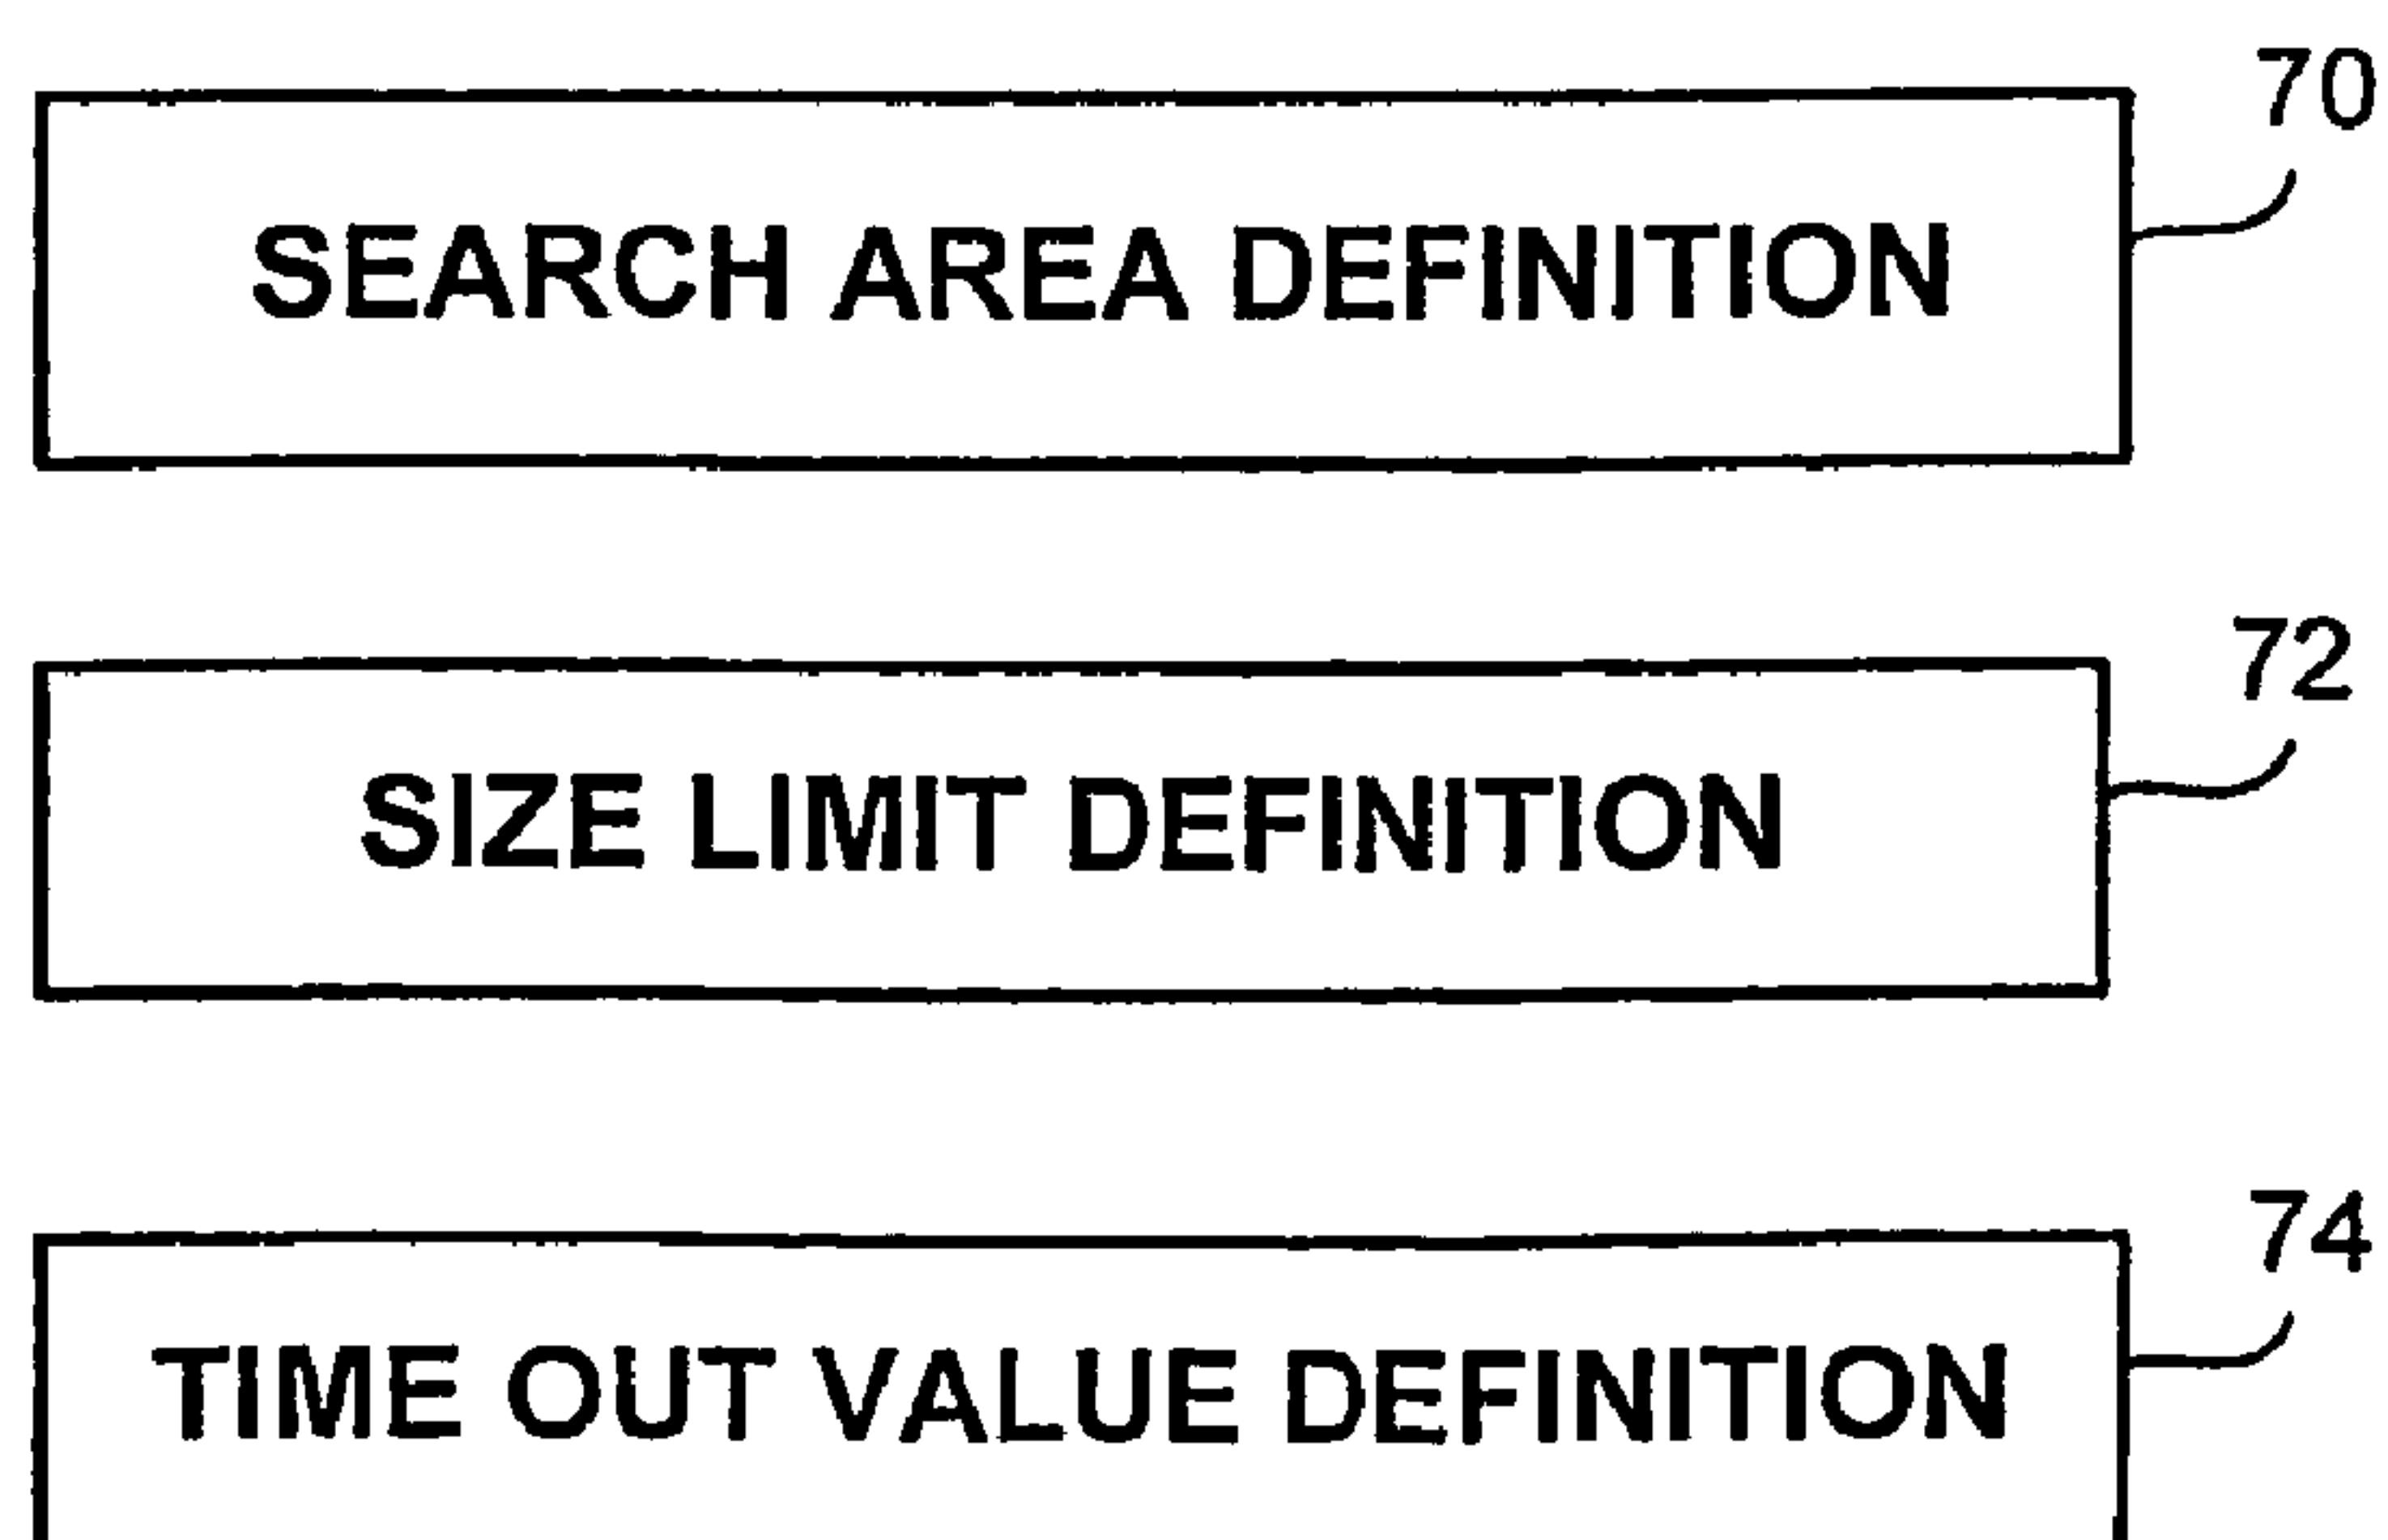 70
SEARCH AREA DEFINITION
72
SIZE LIMIT DEFINITION
74
TIME OUT VALUE DEFINITION